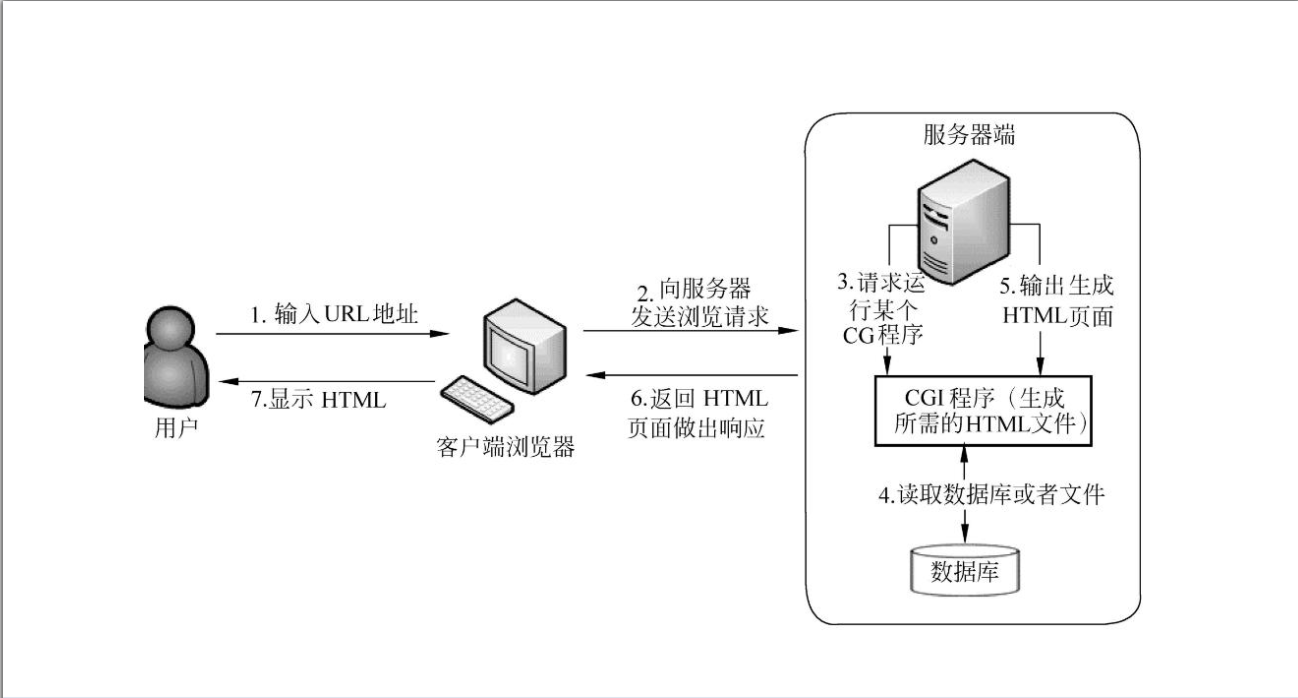 服务器端
1. 输入URL地址
2. 向服务器
发送浏览请求
3.请求运
行某个
CG程序
5.输出生成
HTML页面
7.显示 HTML
用户
客户端浏览器
6.返回 HTML
页面做出响应
CGI程序（生成
所需的HTML文件）
4.读取数据库或者文件
数据库